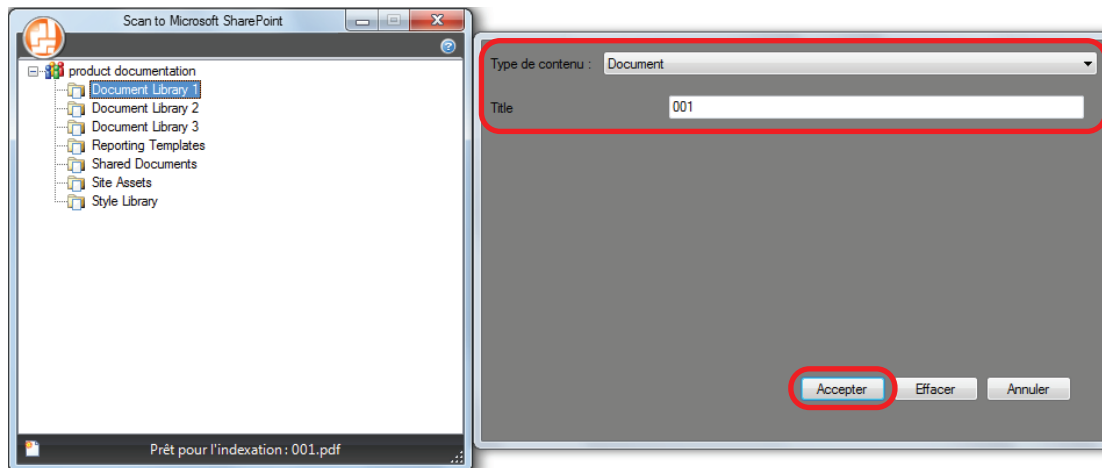 Scan to Microsoft SharePoint
product documentation
Document Library 1
Document Library 2
Document Library 3
Reporting Templates
Shared Documents
Site Assets
Style Library
Prêt pour l'indexation : 001.pdf
Type de contenu : Document
Title 001
Accepter Effacer Annuler